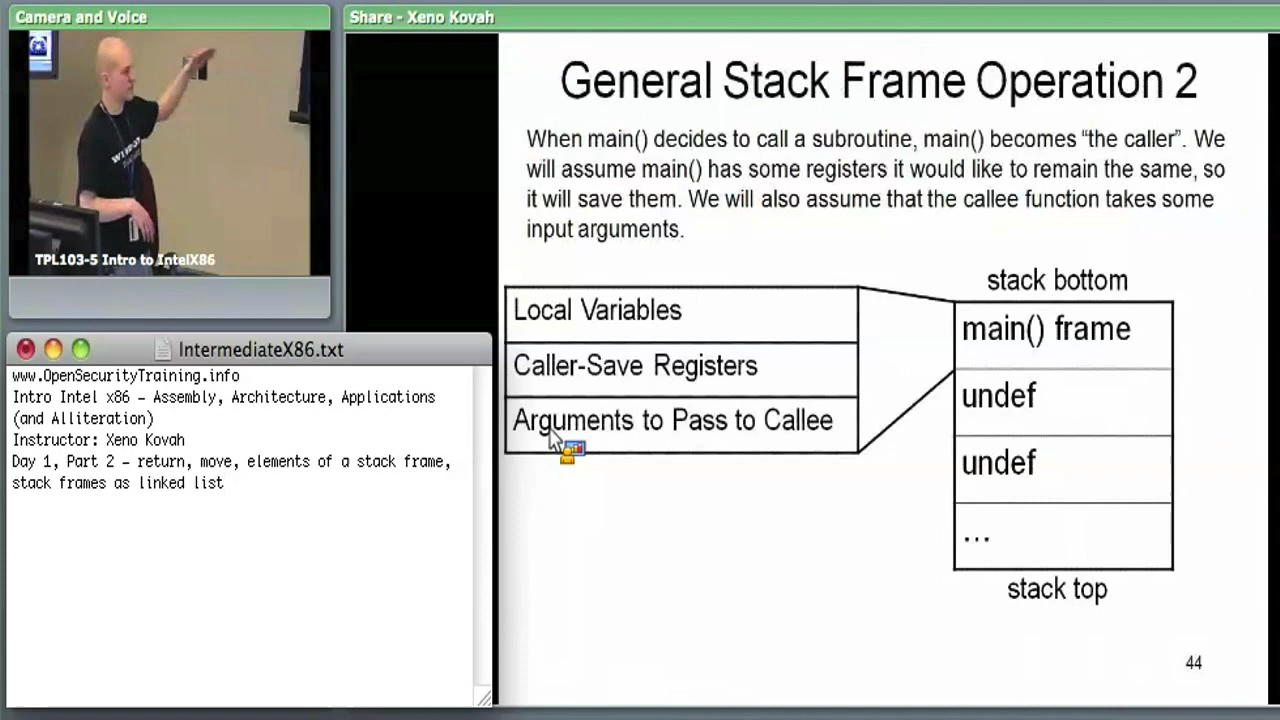 Camera and Voice
TPL103-5 Intro to IntelX86
IntermediateX86.txt
www.OpenSecurityTraining.info
Intro Intel x86 – Assembly, Architecture, Applications
(and Alliteration)
Instructor: Xeno Kovah
Day 1, Part 2 – return, move, elements of a stack frame,
stack frames as linked list
Share - Xeno Kovah
General Stack Frame Operation 2
When main() decides to call a subroutine, main() becomes “the caller”. We
will assume main() has some registers it would like to remain the same, so
it will save them. We will also assume that the callee function takes some
input arguments.
Local Variables
Caller-Save Registers
Arguments to Pass to Callee
stack bottom
main() frame
undef
undef
…
stack top
44